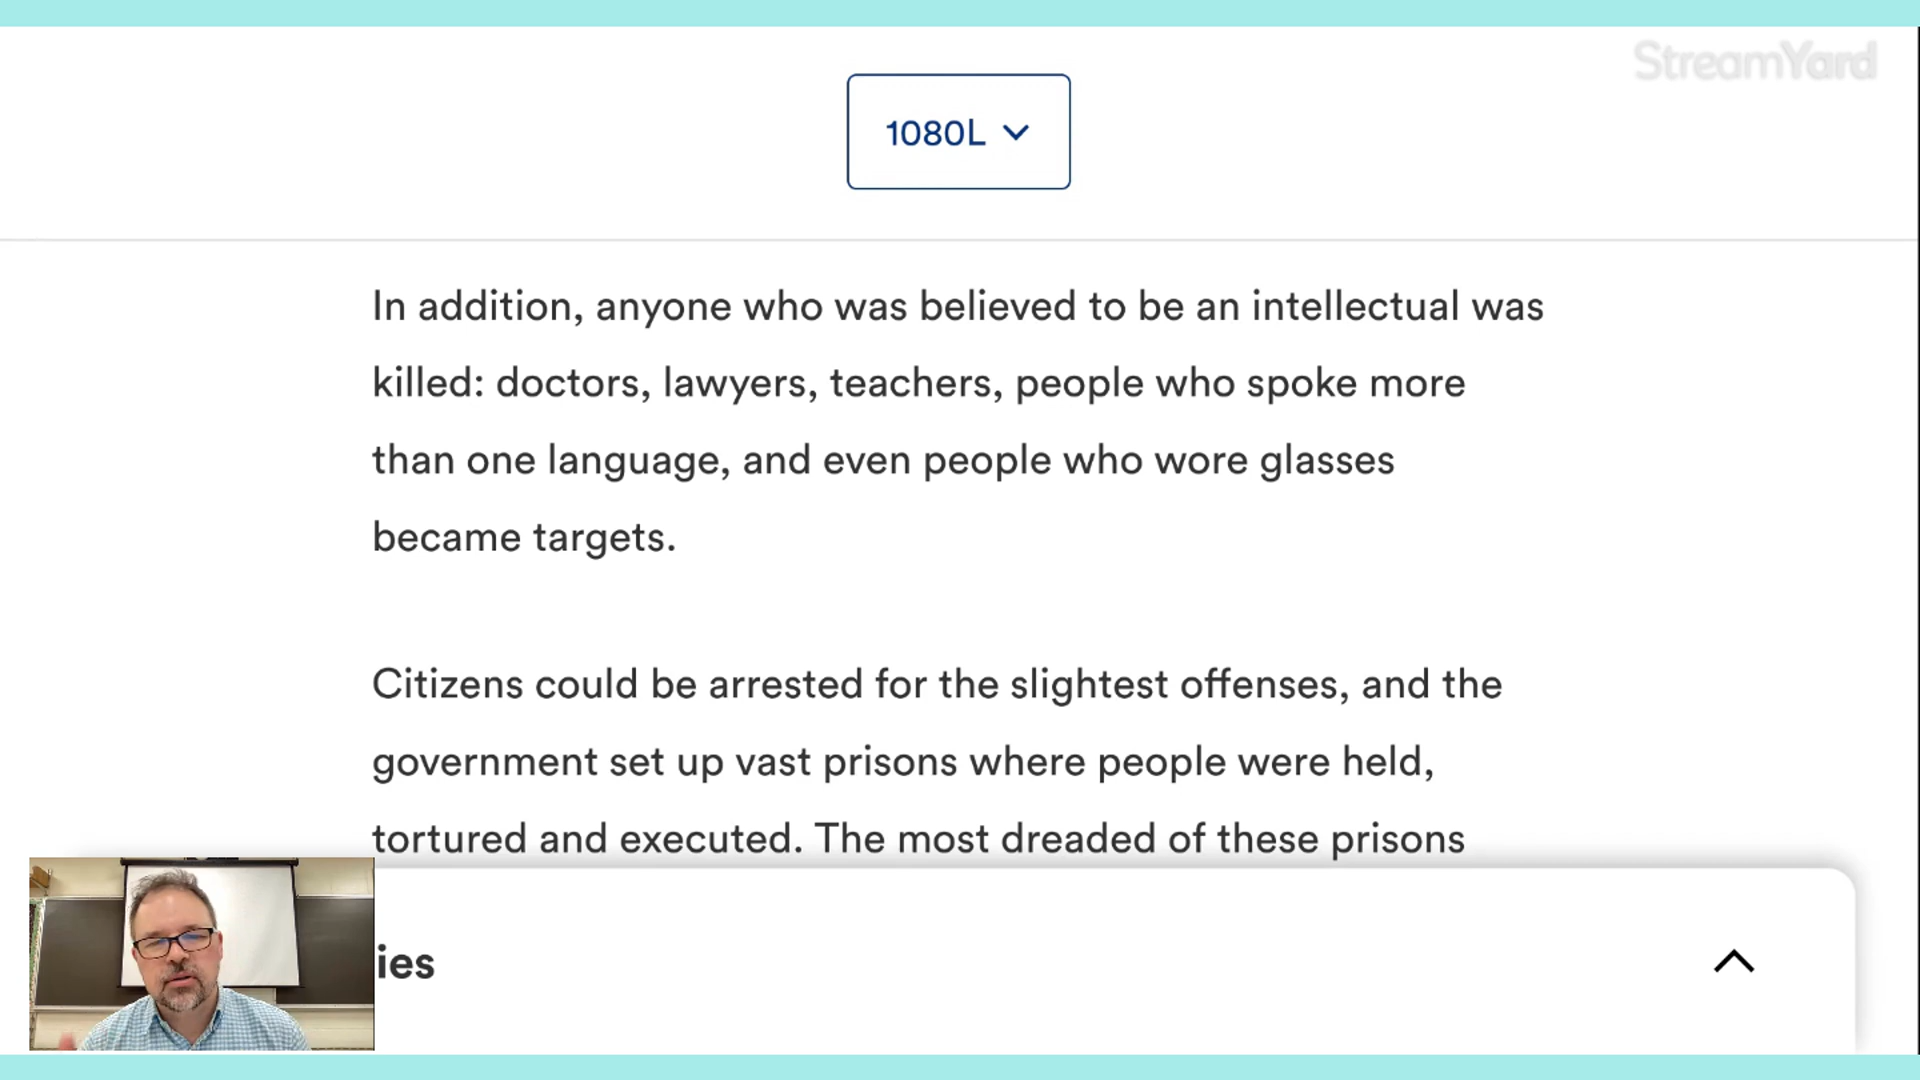 StreamYard
1080L
In addition, anyone who was believed to be an intellectual was
killed: doctors, lawyers, teachers, people who spoke more
than one language, and even people who wore glasses
became targets.
Citizens could be arrested for the slightest offenses, and the
government set up vast prisons where people were held,
tortured and executed. The most dreaded of these prisons
ies